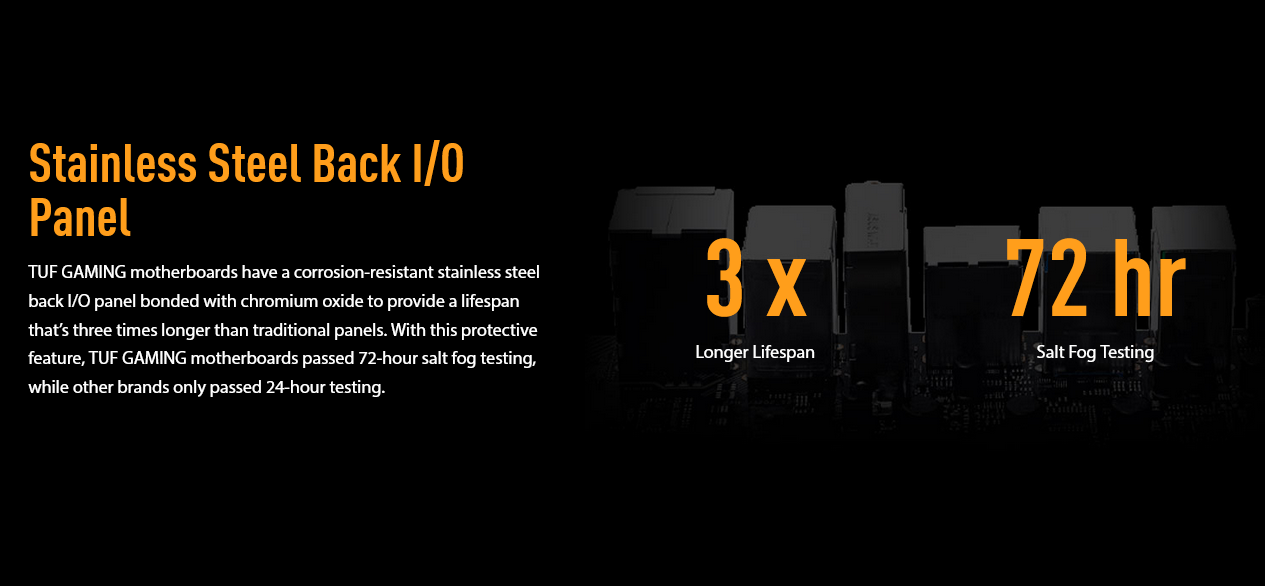 Stainless Steel Back I/O
Panel
TUF GAMING motherboards have a corrosion-resistant stainless steel
back I/O panel bonded with chromium oxide to provide a lifespan
that’s three times longer than traditional panels. With this protective
feature, TUF GAMING motherboards passed 72-hour salt fog testing,
while other brands only passed 24-hour testing.
3 x
Longer Lifespan
72 hr
Salt Fog Testing